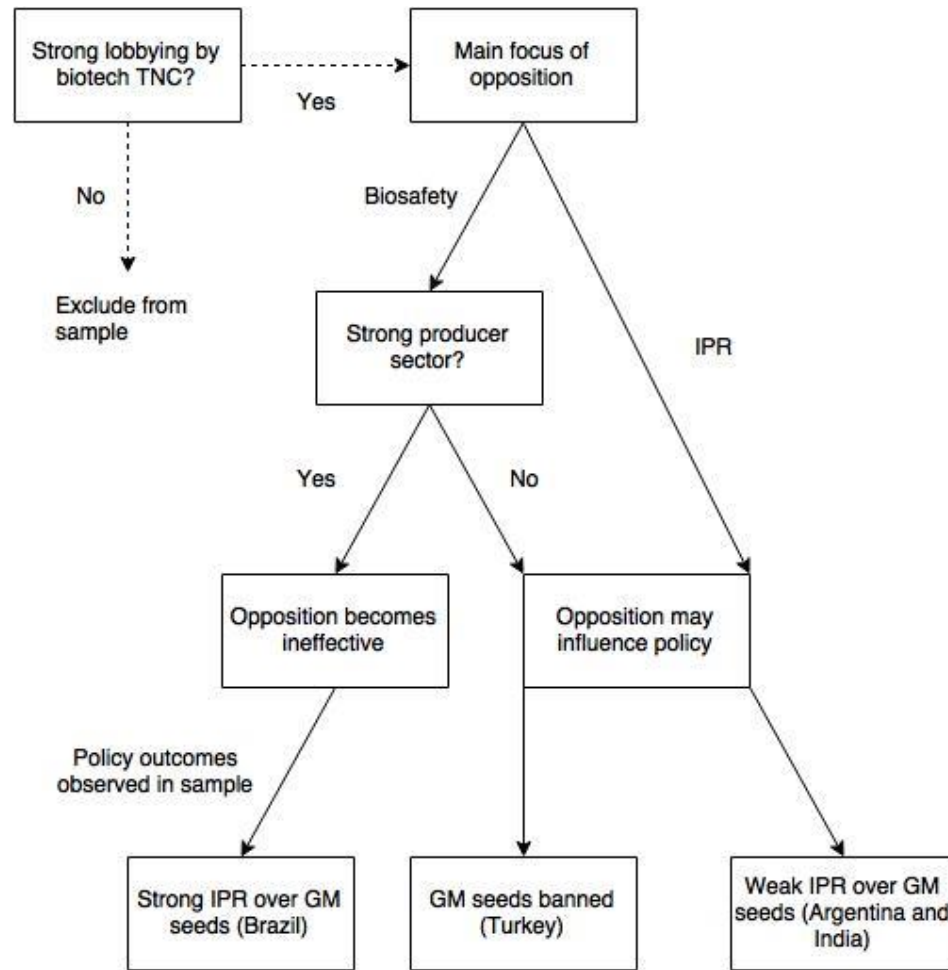 Strong lobbying by
biotech TNC?
Main focus of
opposition
Yes
No
Biosafety
Exclude from
sample
Strong producer
sector?
IPR
Yes
No
Opposition becomes
ineffective
Opposition may
influence policy
Policy outcomes
observed in sample
Strong IPR over GM
seeds (Brazil)
GM seeds banned
(Turkey)
Weak IPR over GM
seeds (Argentina and
India)